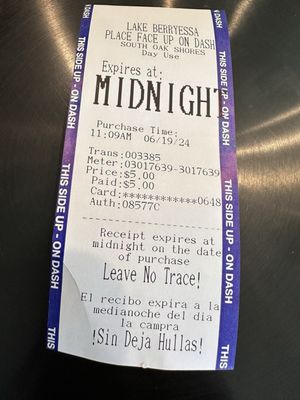 LAKE BERRYESSA
PLACE FACE UP ON DASH
SOUTH OAK SHORES
Day Use
Expires at:
MIDNIGHT
Purchase Time:
11:09AM 06/19/24
Trans:003385
Meter:03017639-3017639
Price:$5.00
Paid:$5.00
Card:************0648
Auth:08577C
Receipt expires at
midnight on the date
of purchase
Leave No Trace!
El recibo expira a la
medianoche del dia
la campra
!Sin Deja Hullas!
DASH
THIS SIDE UP - ON DASH
THIS SIDE UP - ON DASH
THIS
DASH
THIS SIDE UP - ON DASH
THIS SIDE UP - ON DASH
THIS